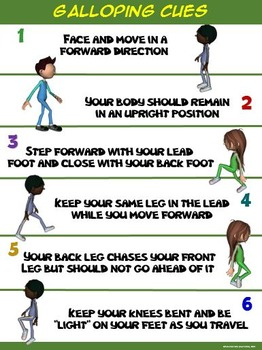 GALLOPING CUES
1
FACE AND MOVE IN A
FORWARD DIRECTION
2
YOUR BODY SHOULD REMAIN
IN AN UPRIGHT POSITION
3
STEP FORWARD WITH YOUR LEAD
FOOT AND CLOSE WITH YOUR BACK FOOT
4
KEEP YOUR SAME LEG IN THE LEAD
WHILE YOU MOVE FORWARD
5
YOUR BACK LEG CHASES YOUR FRONT
LEG BUT SHOULD NOT GO AHEAD OF IT
6
KEEP YOUR KNEES BENT AND BE
"LIGHT" ON YOUR FEET AS YOU TRAVEL